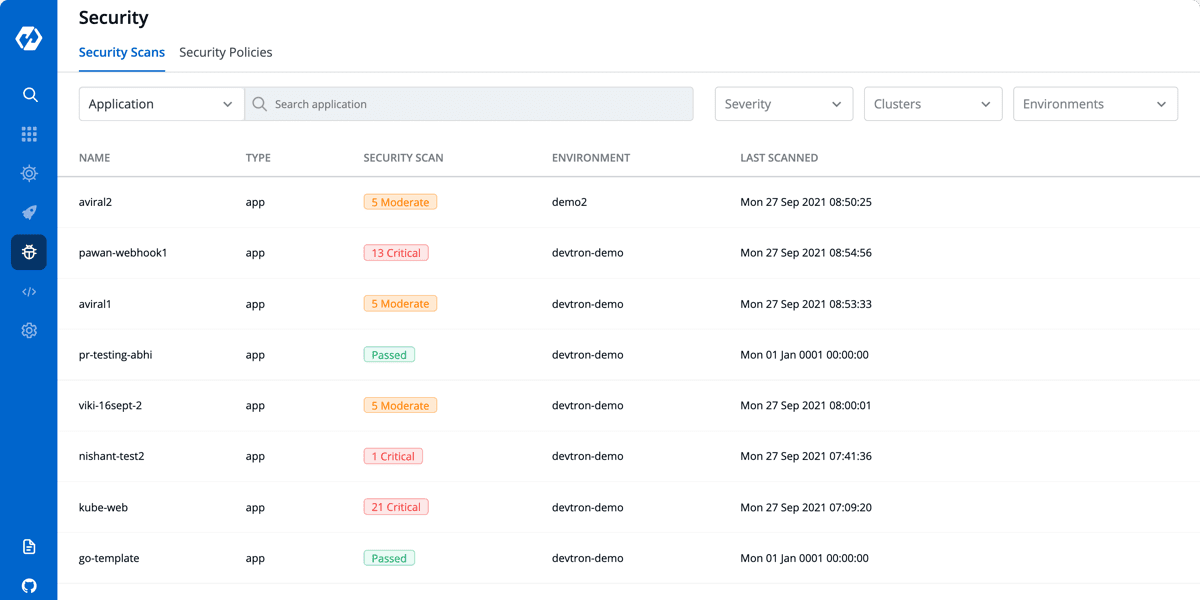 Security
Security Scans Security Policies
Application Search application Severity Clusters Environments
NAME TYPE SECURITY SCAN ENVIRONMENT LAST SCANNED
aviral2 app 5 Moderate demo2 Mon 27 Sep 2021 08:50:25
pawan-webhook1 app 13 Critical devtron-demo Mon 27 Sep 2021 08:54:56
aviral1 app 5 Moderate devtron-demo Mon 27 Sep 2021 08:53:33
pr-testing-abhi app Passed devtron-demo Mon 01 Jan 0001 00:00:00
viki-16sept-2 app 5 Moderate devtron-demo Mon 27 Sep 2021 08:00:01
nishant-test2 app 1 Critical devtron-demo Mon 27 Sep 2021 07:41:36
kube-web app 21 Critical devtron-demo Mon 27 Sep 2021 07:09:20
go-template app Passed devtron-demo Mon 01 Jan 0001 00:00:00